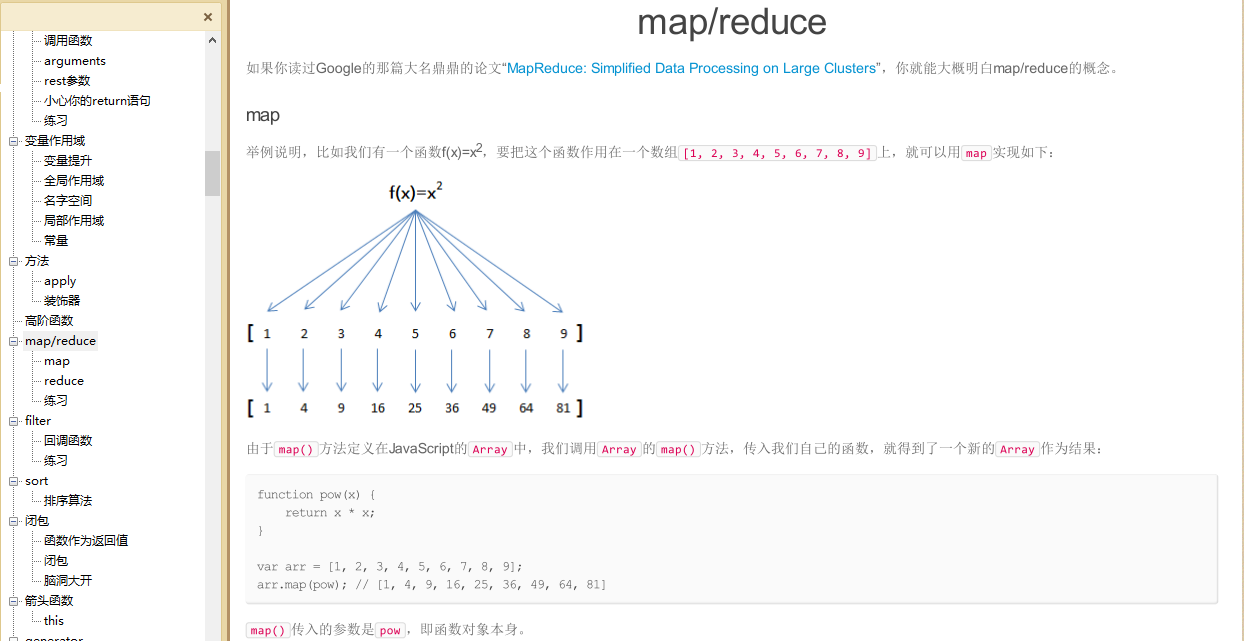 调用函数
arguments
rest参数
小心你的return语句
练习
变量作用域
变量提升
全局作用域
名字空间
局部作用域
常量
方法
apply
装饰器
高阶函数
map/reduce
map
reduce
练习
filter
回调函数
练习
sort
排序算法
闭包
函数作为返回值
闭包
脑洞大开
箭头函数
this
generator
map/reduce
如果你读过Google的那篇大名鼎鼎的论文“MapReduce: Simplified Data Processing on Large Clusters”，你就能大概明白map/reduce的概念。
map
举例说明，比如我们有一个函数f(x)=x²，要把这个函数作用在一个数组[1, 2, 3, 4, 5, 6, 7, 8, 9]上，就可以用map实现如下：
f(x)=x²
[ 1 2 3 4 5 6 7 8 9 ]
[ 1 4 9 16 25 36 49 64 81 ]
由于map()方法定义在JavaScript的Array中，我们调用Array的map()方法，传入我们自己的函数，就得到了一个新的Array作为结果：
function pow(x) {
    return x * x;
}
var arr = [1, 2, 3, 4, 5, 6, 7, 8, 9];
arr.map(pow); // [1, 4, 9, 16, 25, 36, 49, 64, 81]
map()传入的参数是pow，即函数对象本身。